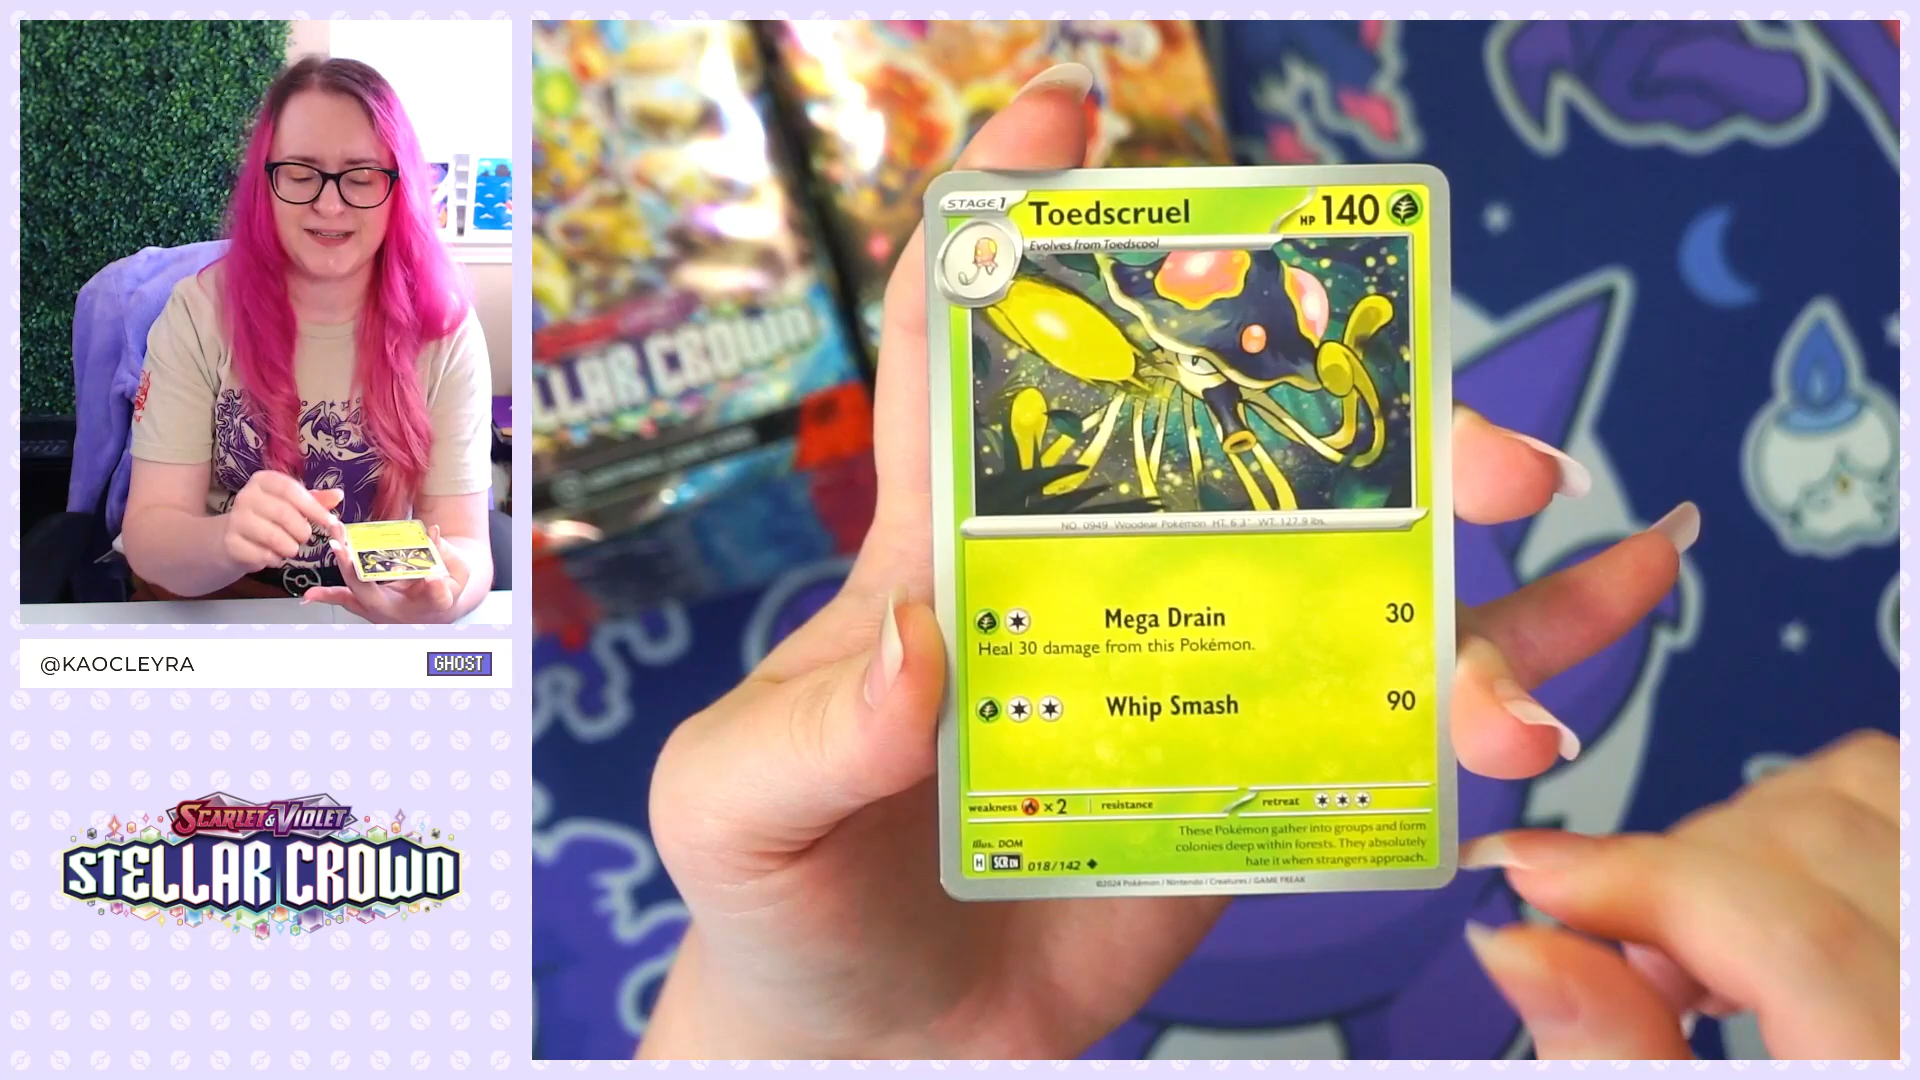 @KAOCLEYRA
GHOST
SCARLET & VIOLET
STELLAR CROWN
STELLAR CROWN
STAGE 1
Toedscruel
HP 140
Evolves from Toedscool
NO. 0949 Woodear Pokémon HT. 6'3" WT. 127.9 lbs.
Mega Drain 30
Heal 30 damage from this Pokémon.
Whip Smash 90
weakness ×2 resistance retreat
Illus. DOM
H SCR EN 018/142
These Pokémon gather into groups and form
colonies deep within forests. They absolutely
hate it when strangers approach.
©2024 Pokémon / Nintendo / Creatures / GAME FREAK